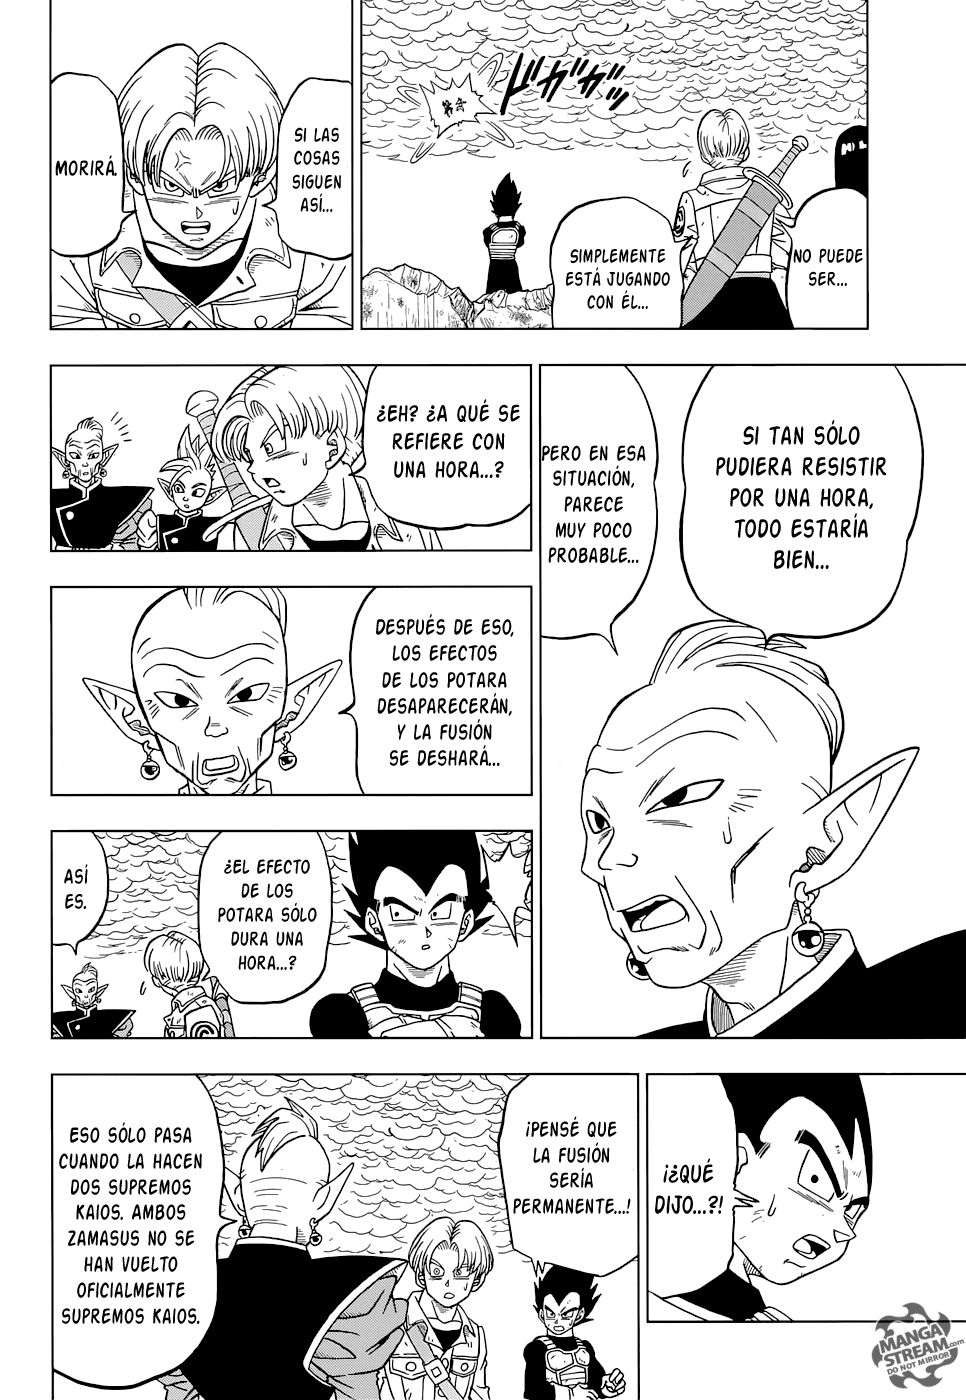 NO PUEDE
SER...
SIMPLEMENTE
ESTÁ JUGANDO
CON ÉL...
ドガガガ
SI LAS
COSAS
SIGUEN
ASÍ...
MORIRÁ.
SI TAN SÓLO
PUDIERA RESISTIR
POR UNA HORA,
TODO ESTARÍA
BIEN...
PERO EN ESA
SITUACIÓN,
PARECE
MUY POCO
PROBABLE...
¿EH? ¿A QUÉ SE
REFIERE CON
UNA HORA...?
DESPUÉS DE ESO,
LOS EFECTOS
DE LOS POTARA
DESAPARECERÁN,
Y LA FUSIÓN
SE DESHARÁ...
¿EL EFECTO
DE LOS
POTARA SÓLO
DURA UNA
HORA...?
ASÍ
ES.
¡¿QUÉ
DIJO...?!
¡PENSÉ QUE
LA FUSIÓN
SERÍA
PERMANENTE...!
ESO SÓLO PASA
CUANDO LA HACEN
DOS SUPREMOS
KAIOS. AMBOS
ZAMASUS NO SE
HAN VUELTO
OFICIALMENTE
SUPREMOS KAIOS.
MANGA
STREAM.com
DO NOT MIRROR